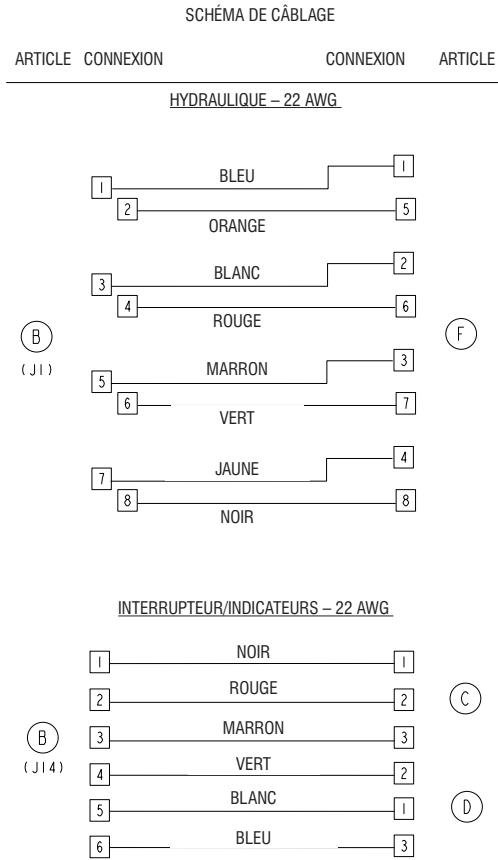 SCHÉMA DE CÂBLAGE
ARTICLE CONNEXION CONNEXION ARTICLE
HYDRAULIQUE – 22 AWG
BLEU 1
1
2 5
ORANGE
BLANC 2
3
4 6
ROUGE
B F
(J1)
MARRON 3
5
6 7
VERT
JAUNE 4
7
8 8
NOIR
INTERRUPTEUR/INDICATEURS – 22 AWG
1 NOIR 1
2 ROUGE 2 C
B 3 MARRON 3
(J14)
4 VERT 2
5 BLANC 1 D
6 BLEU 3